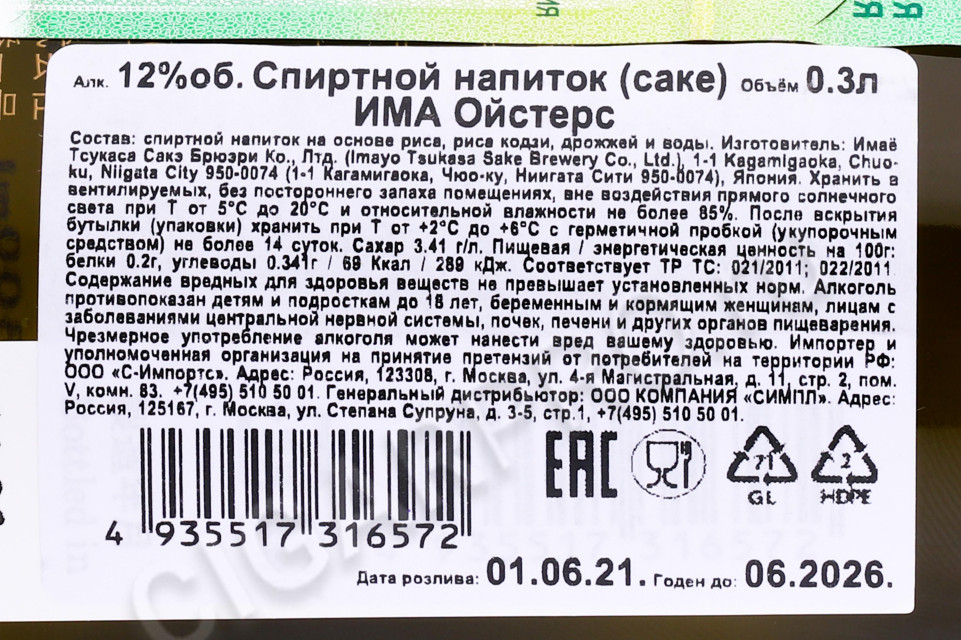 Алк. 12%об. Спиртной напиток (саке) Объём 0.3л
ИМА Ойстерс
Состав: спиртной напиток на основе риса, риса кодзи, дрожжей и воды. Изготовитель: Имаё
Тсукаса Сакэ Брюэри Ко., Лтд. (Imayo Tsukasa Sake Brewery Co., Ltd.), 1-1 Kagamigaoka, Chuo-
ku, Niigata City 950-0074 (1-1 Кагамигаока, Чюо-ку, Ниигата Сити 950-0074), Япония. Хранить в
вентилируемых, без постороннего запаха помещениях, вне воздействия прямого солнечного
света при Т от 5°С до 20°С и относительной влажности не более 85%. После вскрытия
бутылки (упаковки) хранить при Т от +2°С до +6°С с герметичной пробкой (укупорочным
средством) не более 14 суток. Сахар 3.41 г/л. Пищевая / энергетическая ценность на 100г:
белки 0.2г, углеводы 0.341г / 69 Ккал / 289 кДж. Соответствует ТР ТС: 021/2011; 022/2011
Содержание вредных для здоровья веществ не превышает установленных норм. Алкоголь
противопоказан детям и подросткам до 18 лет, беременным и кормящим женщинам, лицам с
заболеваниями центральной нервной системы, почек, печени и других органов пищеварения.
Чрезмерное употребление алкоголя может нанести вред вашему здоровью. Импортер и
уполномоченная организация на принятие претензий от потребителей на территории РФ:
ООО «С-Импортс». Адрес: Россия, 123308, г. Москва, ул. 4-я Магистральная, д. 11, стр. 2, пом.
V, комн. 83. +7(495) 510 50 01. Генеральный дистрибьютор: ООО КОМПАНИЯ «СИМПЛ». Адрес:
Россия, 125167, г. Москва, ул. Степана Супруна, д. 3-5, стр.1, +7(495) 510 50 01.
EAC
71 2
GL HDPE
4 935517 316572
Дата розлива: 01.06.21. Годен до: 06.2026.